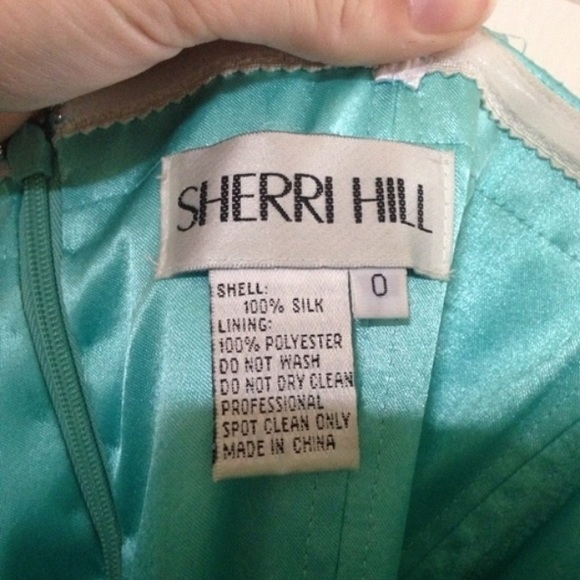 SHERRI HILL
0
SHELL:
100% SILK
LINING:
100% POLYESTER
DO NOT WASH
DO NOT DRY CLEAN
PROFESSIONAL
SPOT CLEAN ONLY
MADE IN CHINA